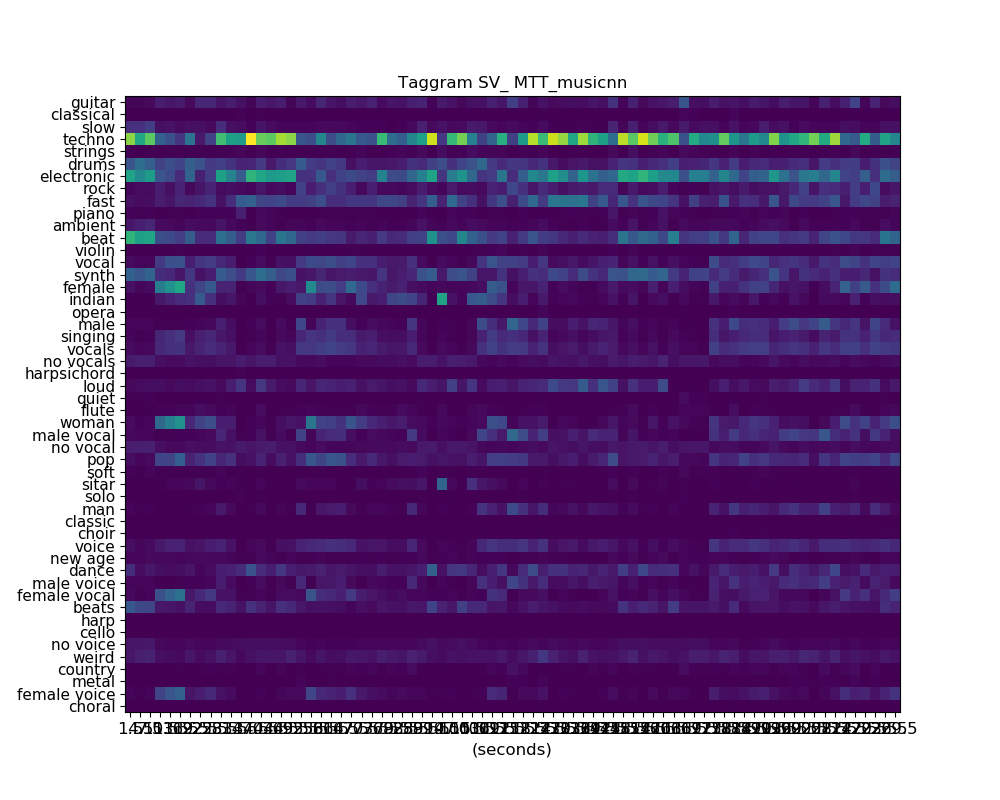 Taggram SV_ MTT_musicnn
guitar
classical
slow
techno
strings
drums
electronic
rock
fast
piano
ambient
beat
violin
vocal
synth
female
indian
opera
male
singing
vocals
no vocals
harpsichord
loud
quiet
flute
woman
male vocal
no vocal
pop
soft
sitar
solo
man
classic
choir
voice
new age
dance
male voice
female vocal
beats
harp
cello
no voice
weird
country
metal
female voice
choral
(seconds)